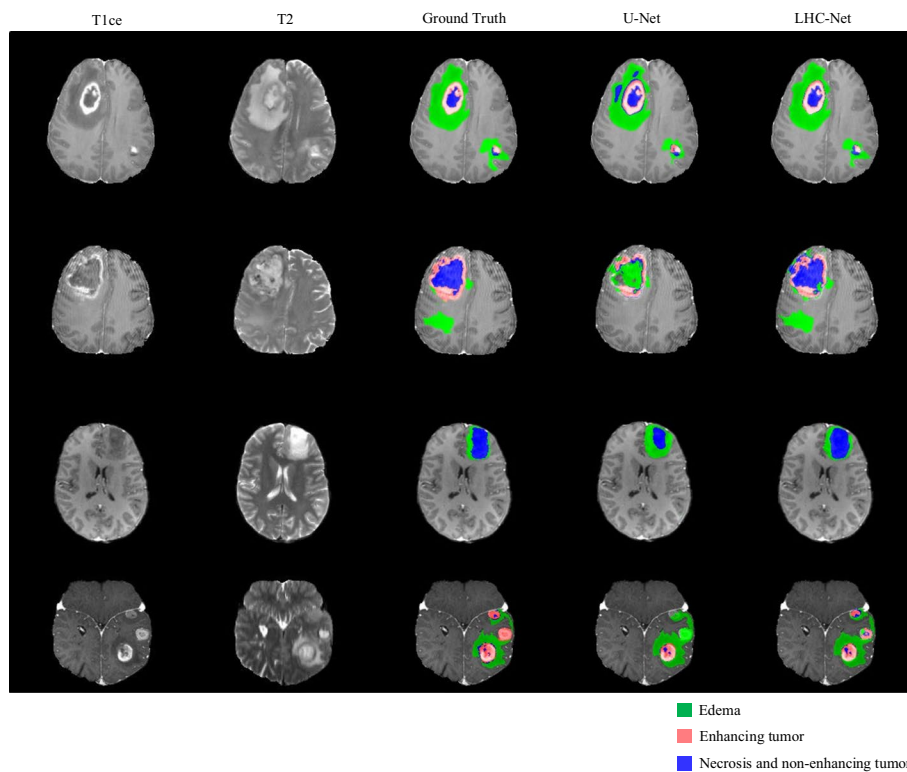 T1ce T2 Ground Truth U-Net LHC-Net
Edema
Enhancing tumor
Necrosis and non-enhancing tumor